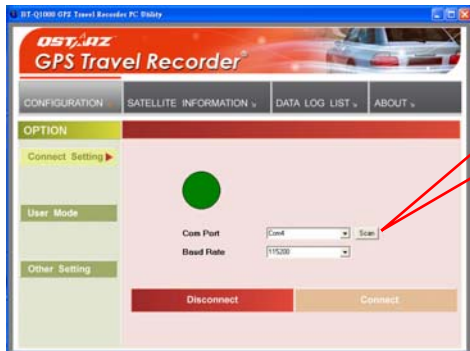 BT-Q1000 GPS Travel Recorder PC Utility
QSTARZ
GPS Travel Recorder
CONFIGURATION
SATELLITE INFORMATION
DATA LOG LIST
ABOUT
OPTION
Connect Setting
User Mode
Other Setting
Com Port
Com4
Scan
Baud Rate
115200
Disconnect
Connect